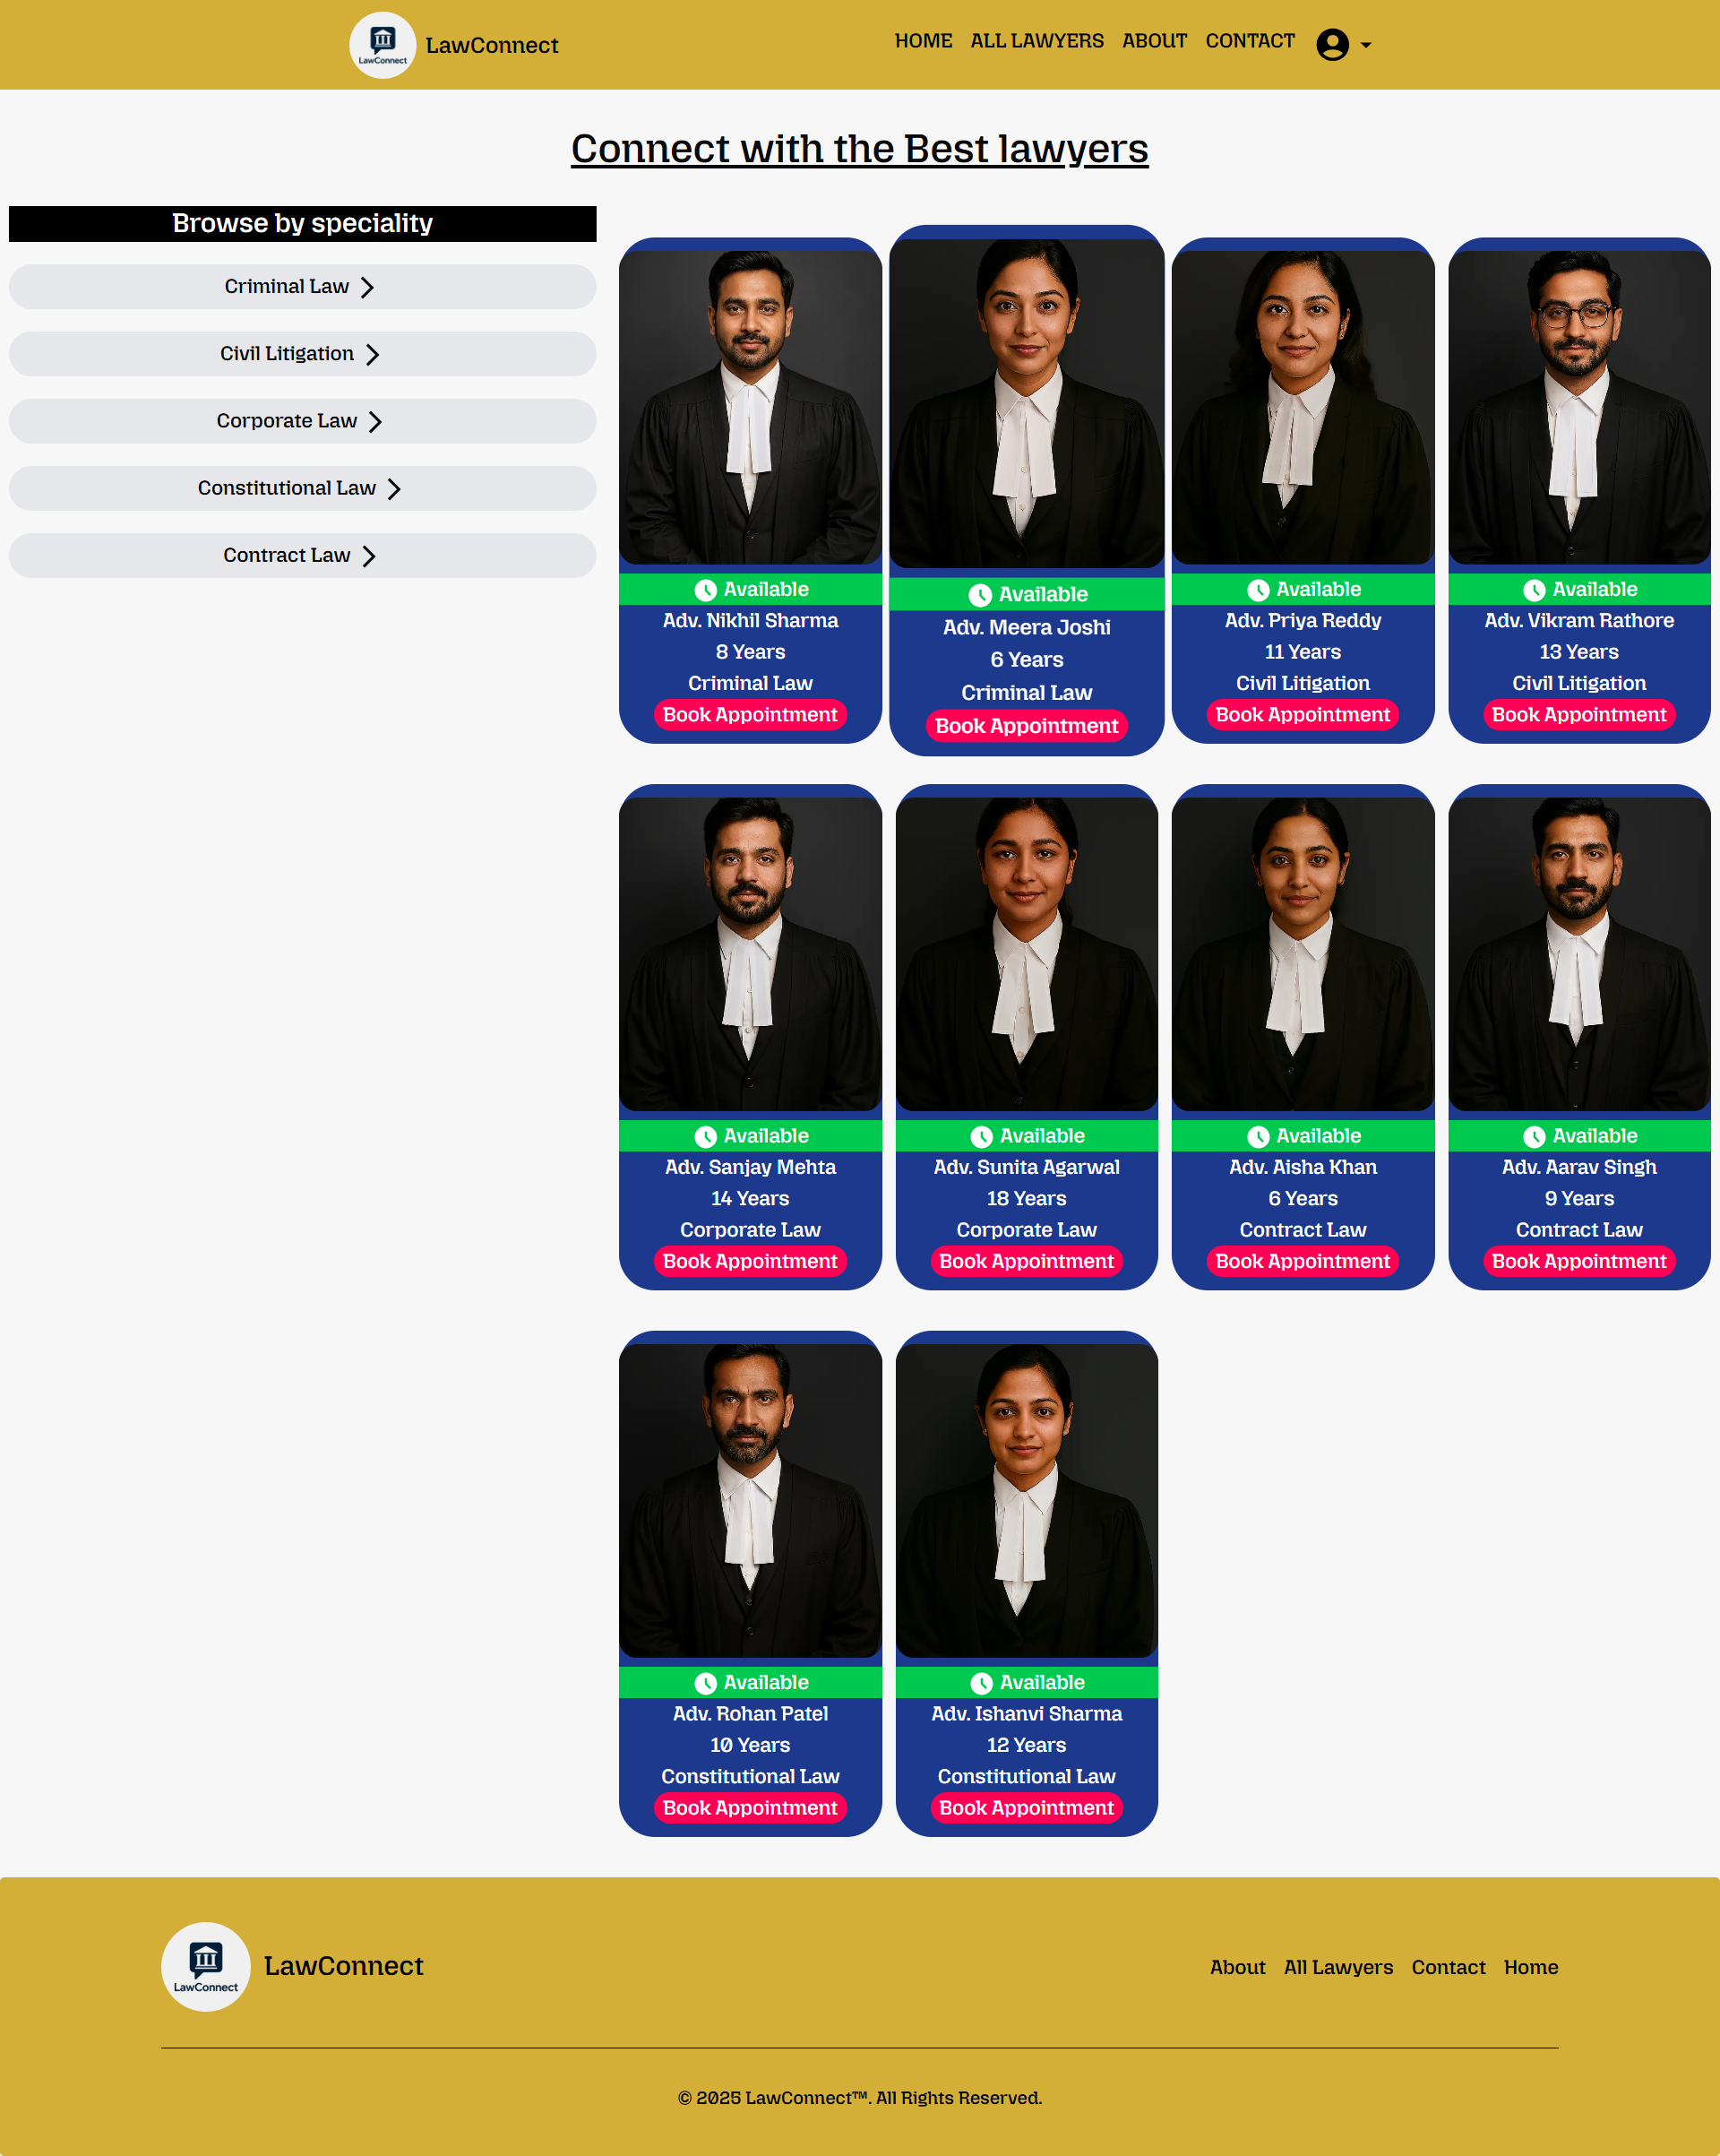 LawConnect
LawConnect
HOME ALL LAWYERS ABOUT CONTACT
Connect with the Best lawyers
Browse by speciality
Criminal Law
Civil Litigation
Corporate Law
Constitutional Law
Contract Law
Available
Adv. Nikhil Sharma
8 Years
Criminal Law
Book Appointment
Available
Adv. Meera Joshi
6 Years
Criminal Law
Book Appointment
Available
Adv. Priya Reddy
11 Years
Civil Litigation
Book Appointment
Available
Adv. Vikram Rathore
13 Years
Civil Litigation
Book Appointment
Available
Adv. Sanjay Mehta
14 Years
Corporate Law
Book Appointment
Available
Adv. Sunita Agarwal
18 Years
Corporate Law
Book Appointment
Available
Adv. Aisha Khan
6 Years
Contract Law
Book Appointment
Available
Adv. Aarav Singh
9 Years
Contract Law
Book Appointment
Available
Adv. Rohan Patel
10 Years
Constitutional Law
Book Appointment
Available
Adv. Ishanvi Sharma
12 Years
Constitutional Law
Book Appointment
LawConnect
LawConnect
About All Lawyers Contact Home
© 2025 LawConnect™. All Rights Reserved.